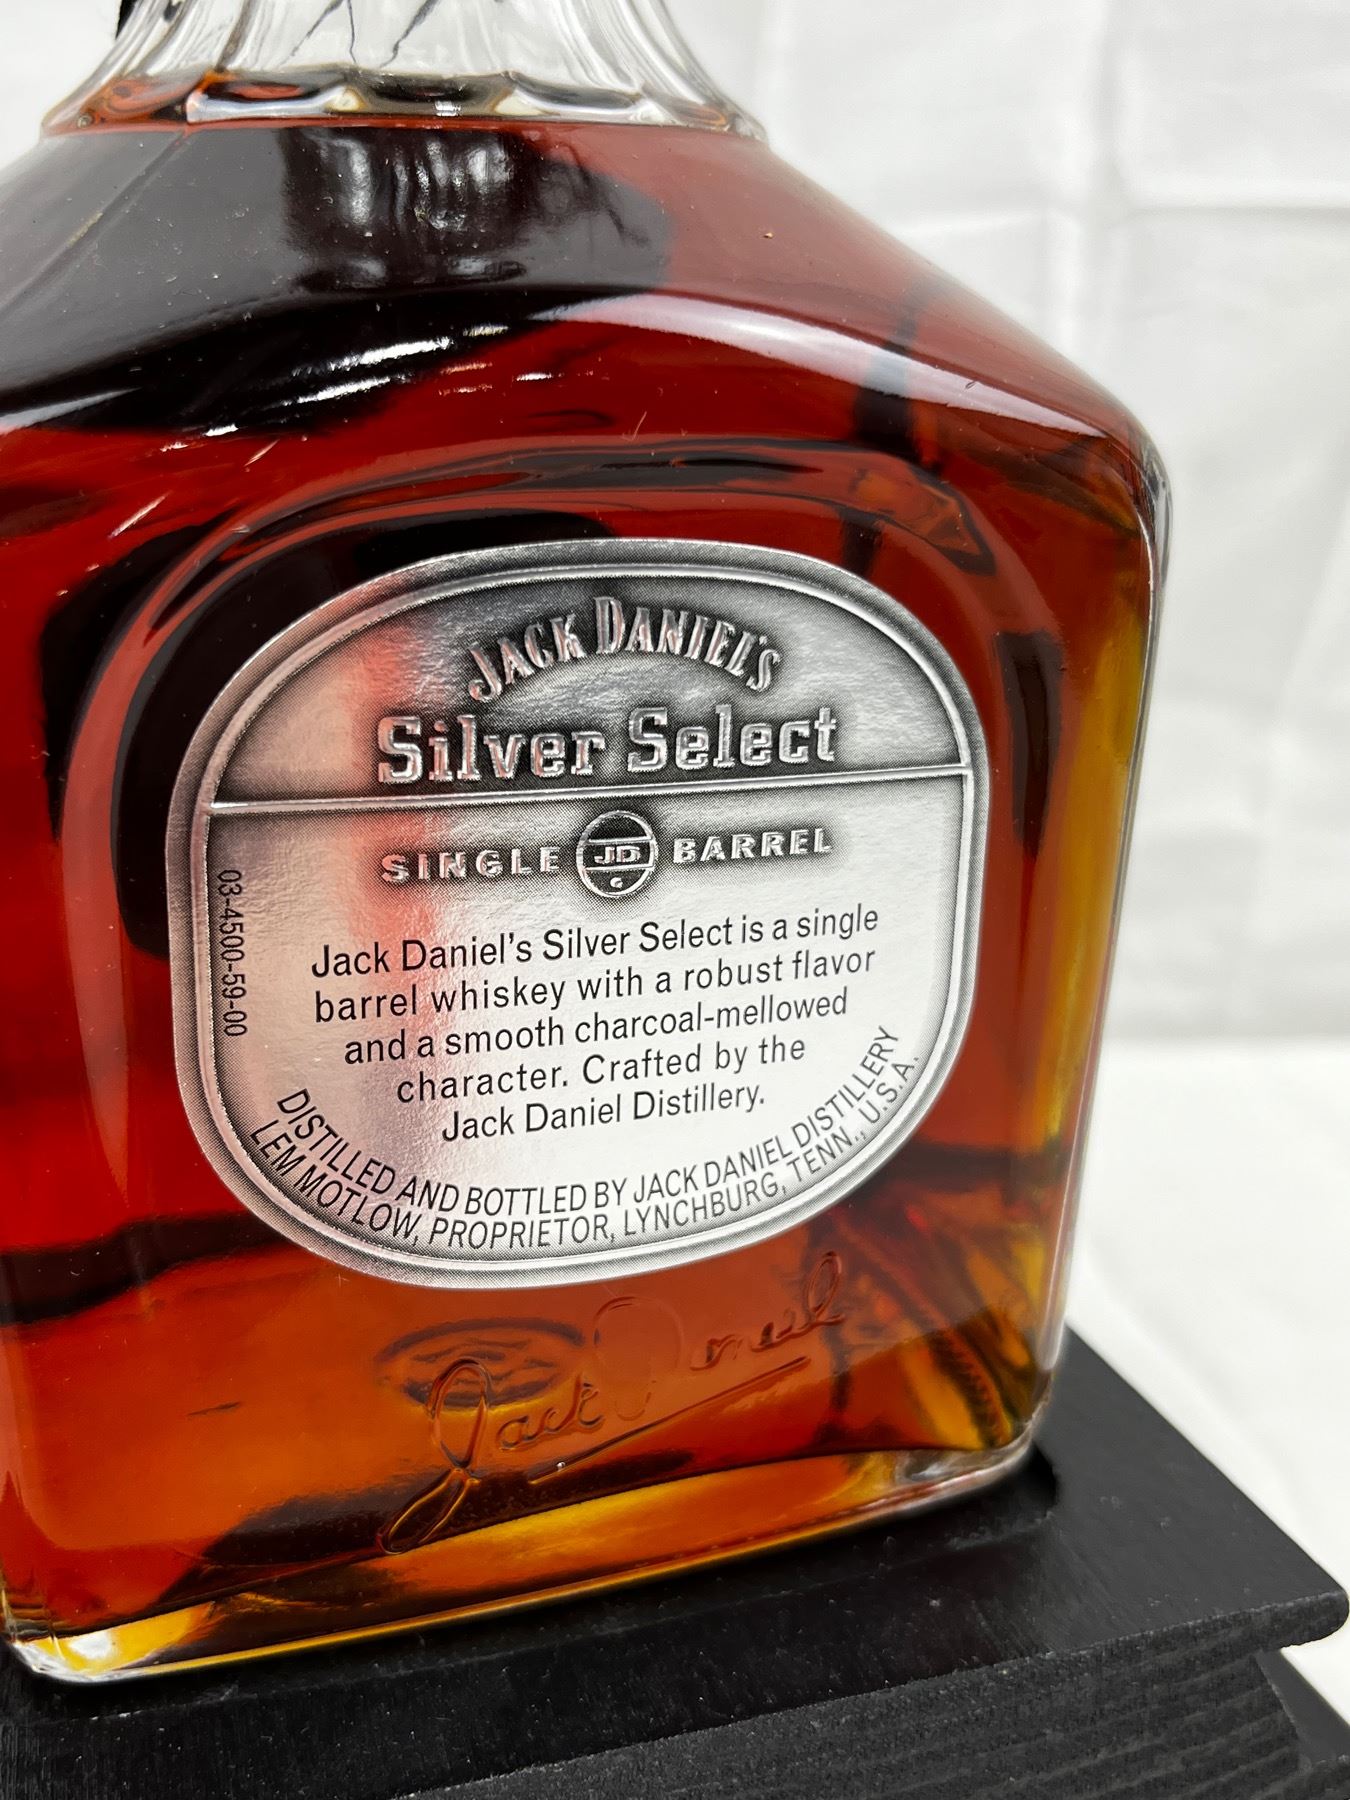 JACK DANIEL'S
Silver Select
SINGLE JD BARREL
Jack Daniel's Silver Select is a single
barrel whiskey with a robust flavor
and a smooth charcoal-mellowed
character. Crafted by the
Jack Daniel Distillery.
DISTILLED AND BOTTLED BY JACK DANIEL DISTILLERY
LEM MOTLOW, PROPRIETOR, LYNCHBURG, TENN., U.S.A.
03-4500-59-00
Jack Daniel